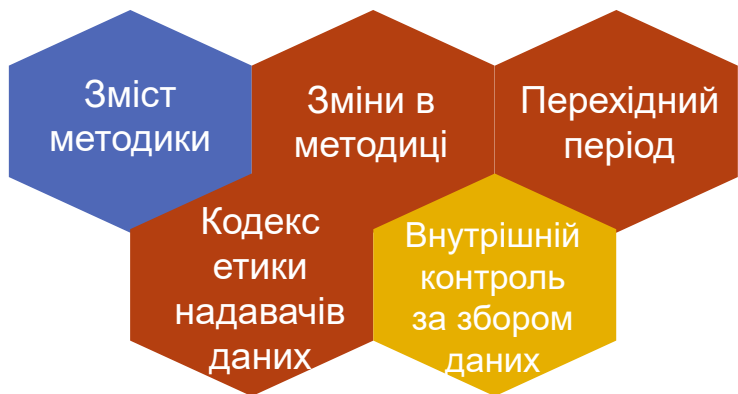 Зміст
методики
Зміни в
методиці
Перехідний
період
Кодекс
етики
надавачів
даних
Внутрішній
контроль
за збором
даних